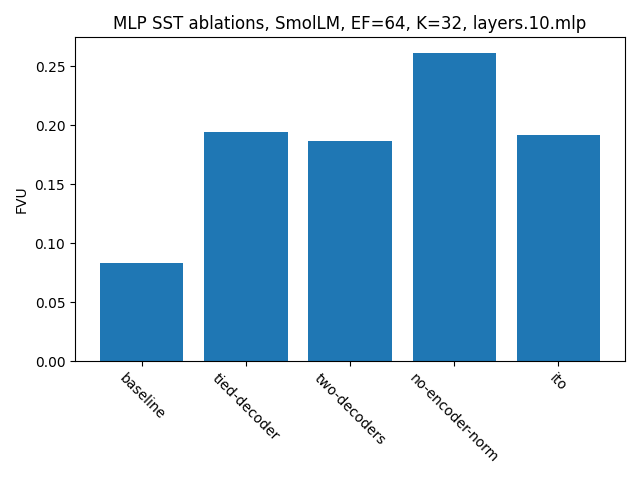 MLP SST ablations, SmolLM, EF=64, K=32, layers.10.mlp
FVU
0.25
0.20
0.15
0.10
0.05
0.00
baseline
tied-decoder
two-decoders
no-encoder-norm
ito